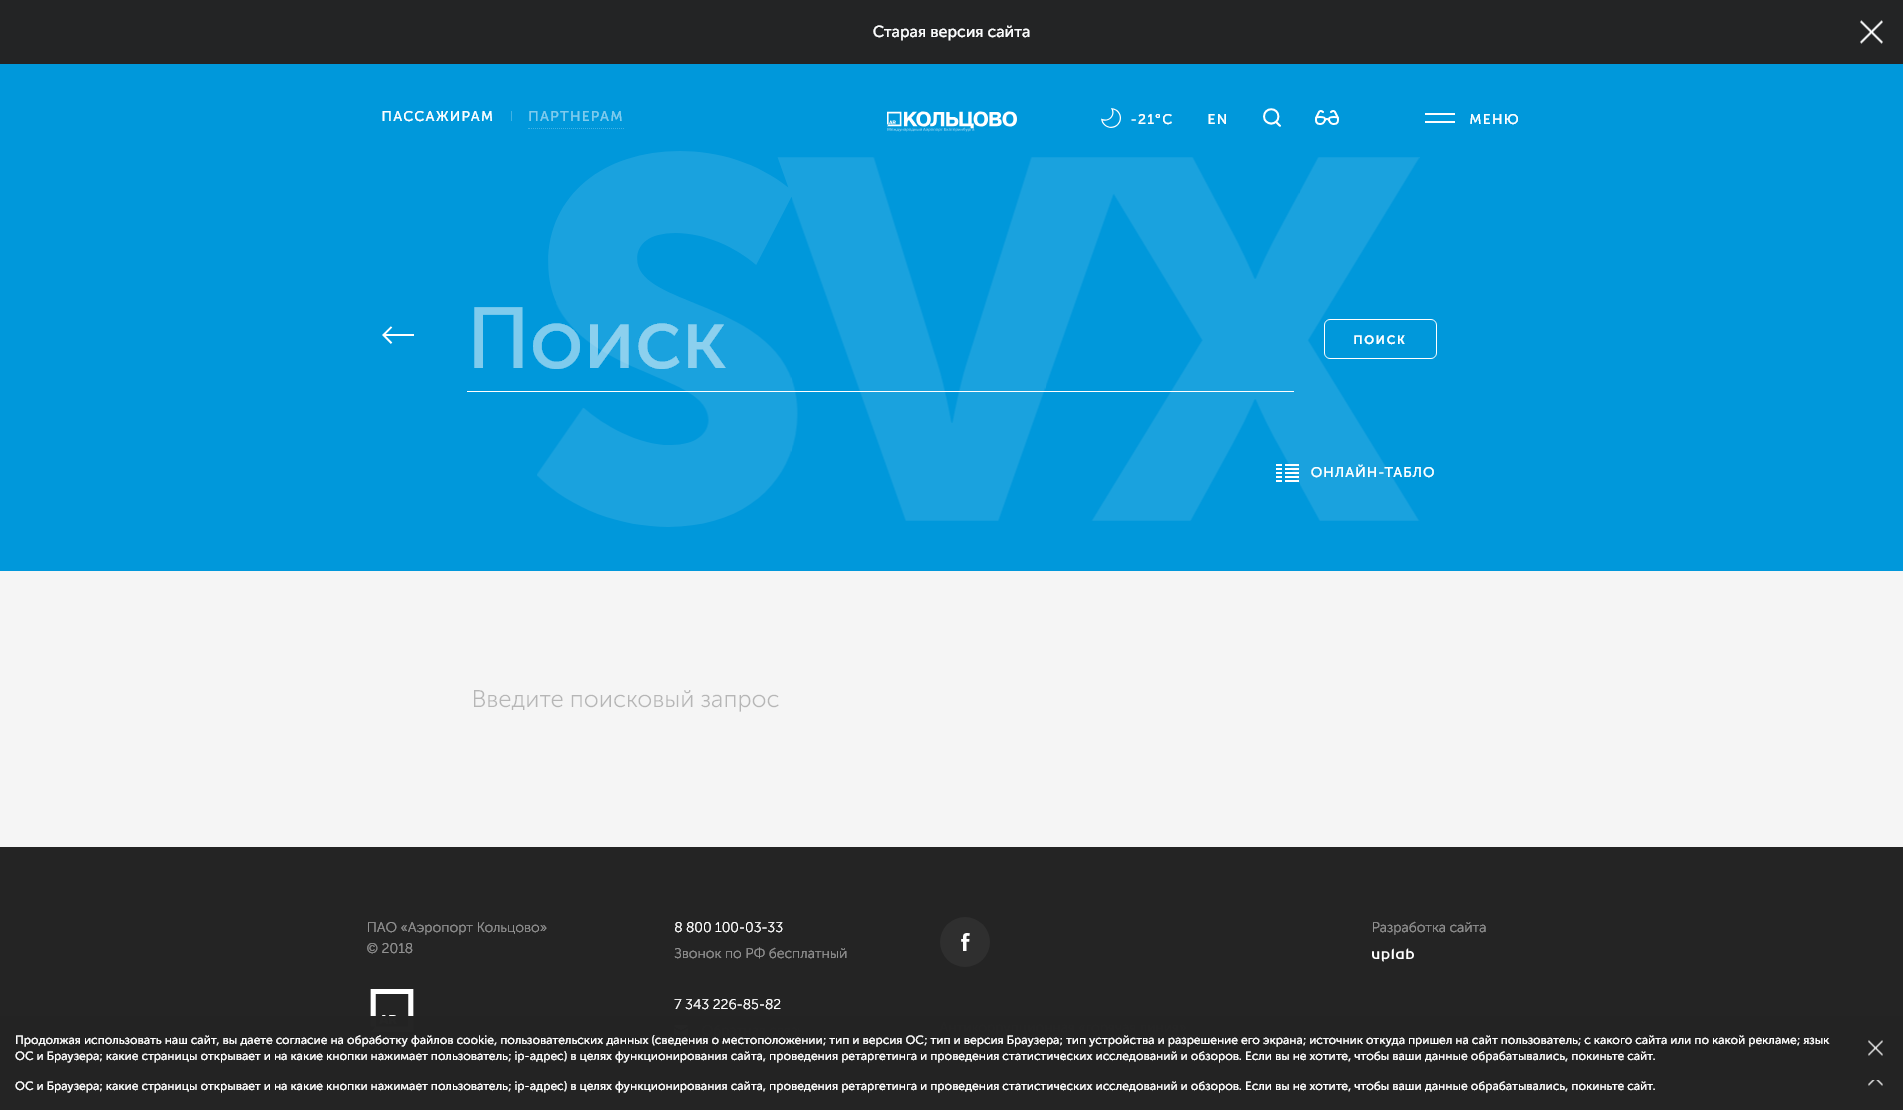 Старая версия сайта
ПАССАЖИРАМ
ПАРТНЕРАМ
КОЛЬЦОВО
-21°C
EN
МЕНЮ
SVX
Поиск
ПОИСК
ОНЛАЙН-ТАБЛО
Введите поисковый запрос
ПАО «Аэропорт Кольцово»
© 2018
8 800 100-03-33
Звонок по РФ бесплатный
7 343 226-85-82
f
Разработка сайта
uplab
Продолжая использовать наш сайт, вы даете согласие на обработку файлов cookie, пользовательских данных (сведения о местоположении; тип и версия ОС; тип и версия Браузера; тип устройства и разрешение его экрана; источник откуда пришел на сайт пользователь; с какого сайта или по какой рекламе; язык
ОС и Браузера; какие страницы открывает и на какие кнопки нажимает пользователь; ip-адрес) в целях функционирования сайта, проведения ретаргетинга и проведения статистических исследований и обзоров. Если вы не хотите, чтобы ваши данные обрабатывались, покиньте сайт.
ОС и Браузера; какие страницы открывает и на какие кнопки нажимает пользователь; ip-адрес) в целях функционирования сайта, проведения ретаргетинга и проведения статистических исследований и обзоров. Если вы не хотите, чтобы ваши данные обрабатывались, покиньте сайт.